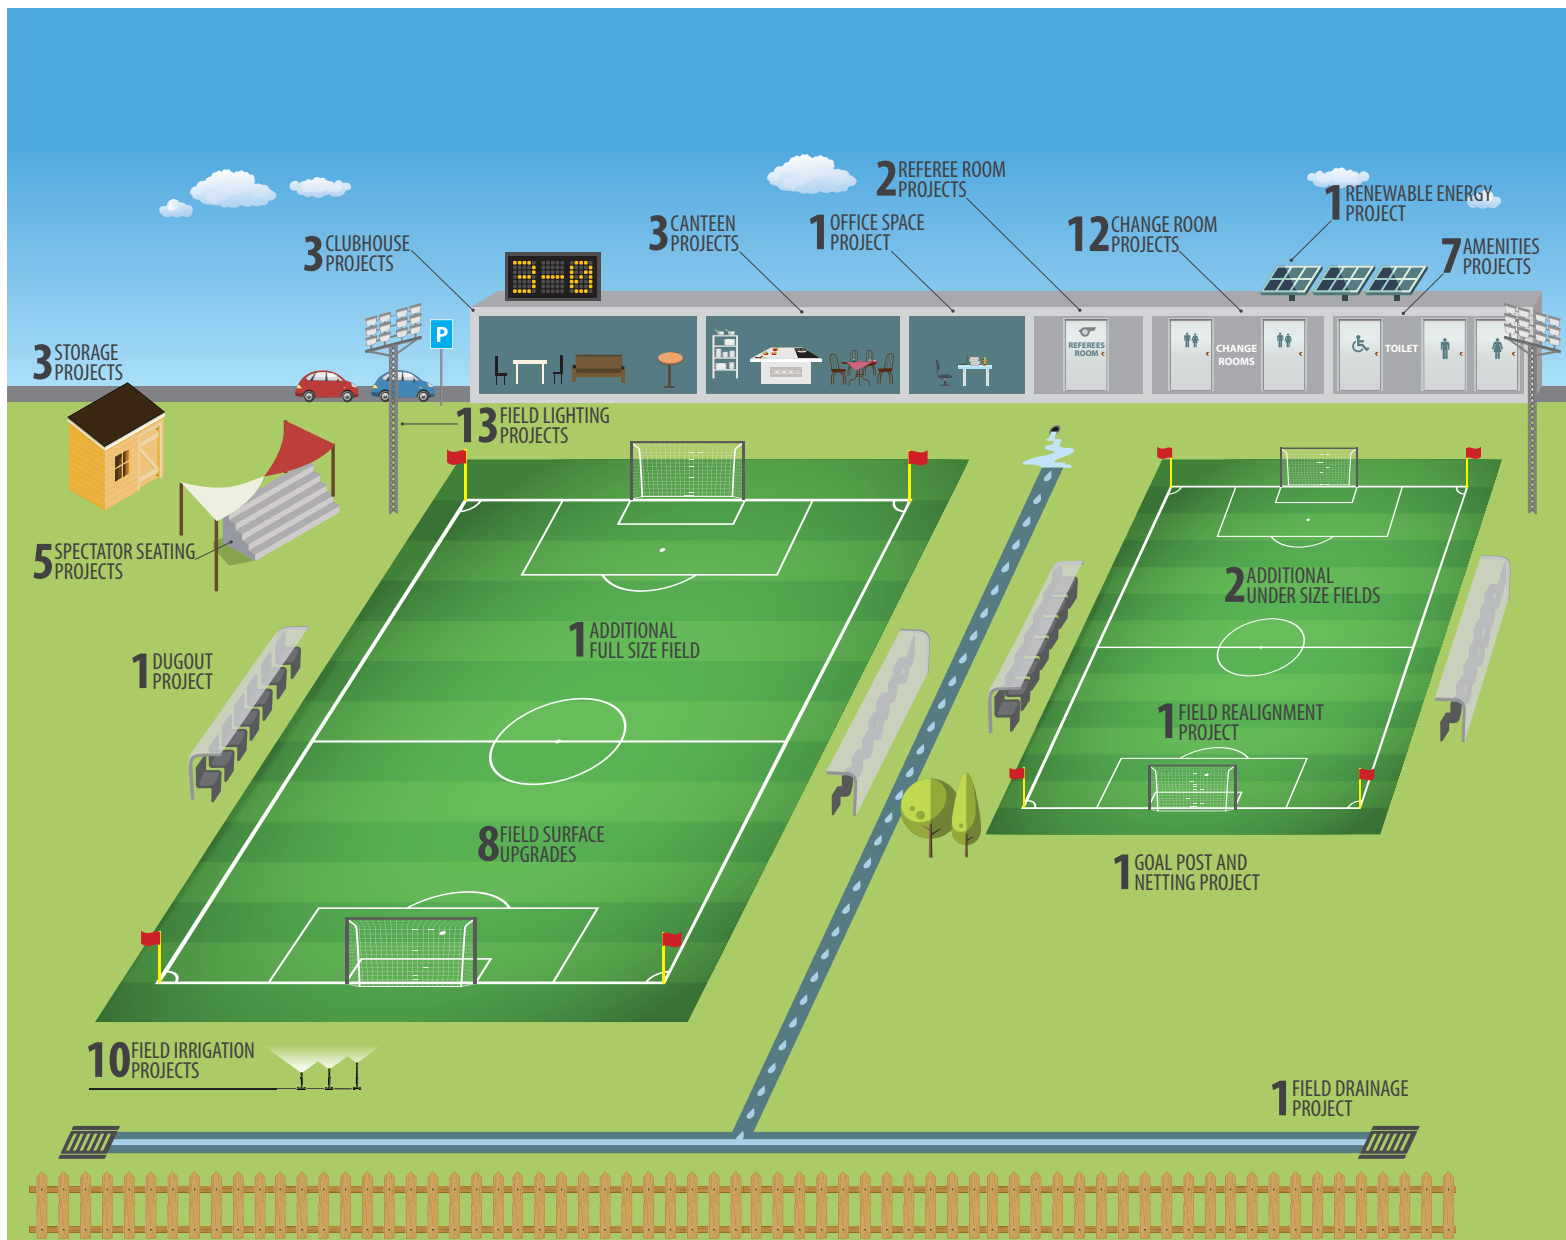 2 REFEREE ROOM
PROJECTS
1 RENEWABLE ENERGY
PROJECT
3 CLUBHOUSE
PROJECTS
3 CANTEEN
PROJECTS
1 OFFICE SPACE
PROJECT
12 CHANGE ROOM
PROJECTS
7 AMENITIES
PROJECTS
3-0
P
REFEREES
ROOM
CHANGE
ROOMS
TOILET
3 STORAGE
PROJECTS
13 FIELD LIGHTING
PROJECTS
5 SPECTATOR SEATING
PROJECTS
2 ADDITIONAL
UNDER SIZE FIELDS
1 ADDITIONAL
FULL SIZE FIELD
1 DUGOUT
PROJECT
1 FIELD REALIGNMENT
PROJECT
8 FIELD SURFACE
UPGRADES
1 GOAL POST AND
NETTING PROJECT
10 FIELD IRRIGATION
PROJECTS
1 FIELD DRAINAGE
PROJECT